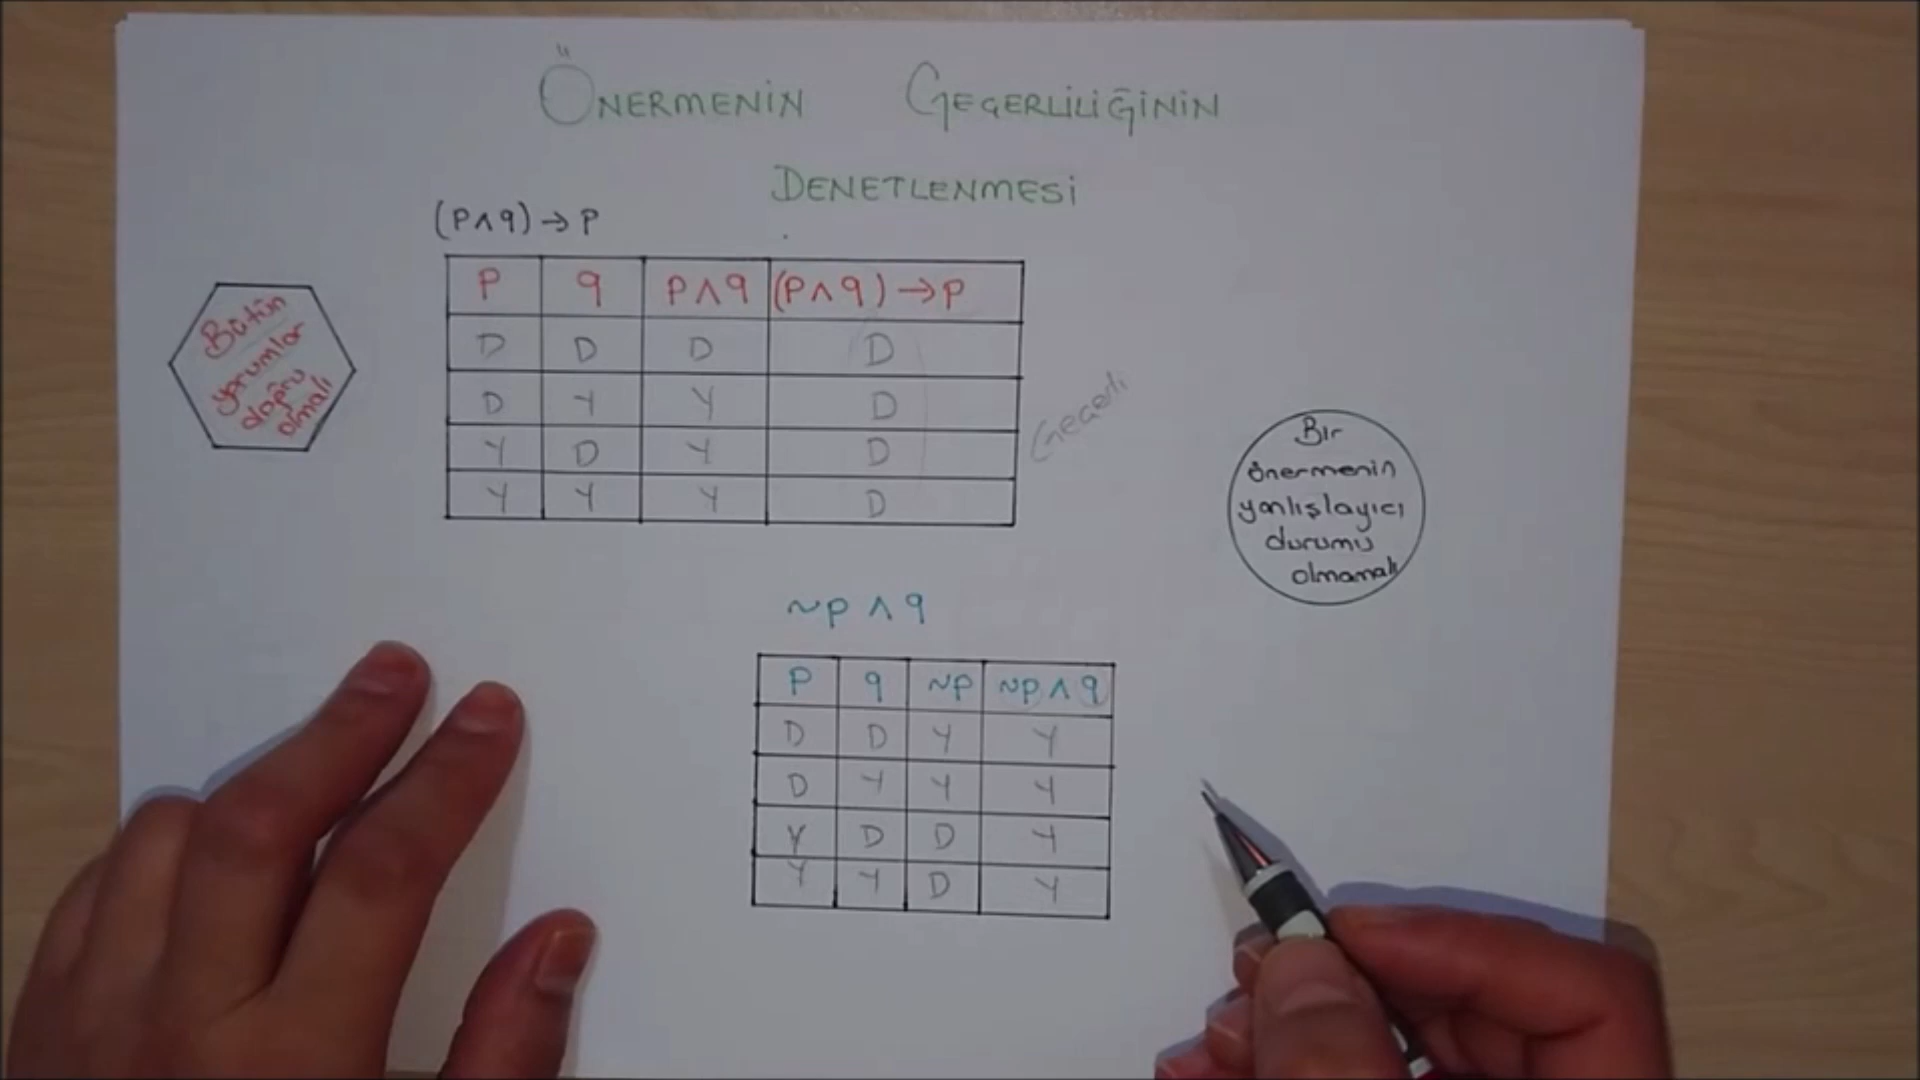 ÖNERMENİN GEÇERLİLİĞİNİN
DENETLENMESİ
(P∧q)→P
P q P∧q (P∧q)→P
D D D D
D Y Y D
Y D Y D
Y Y Y D
Geçerli
Bütün
yorumlar
doğru
olmalı
Bir
önermenin
yanlışlayıcı
durumu
olmamalı
~p∧q
P q ~p ~p∧q
D D Y Y
D Y Y Y
Y D D Y
Y Y D Y